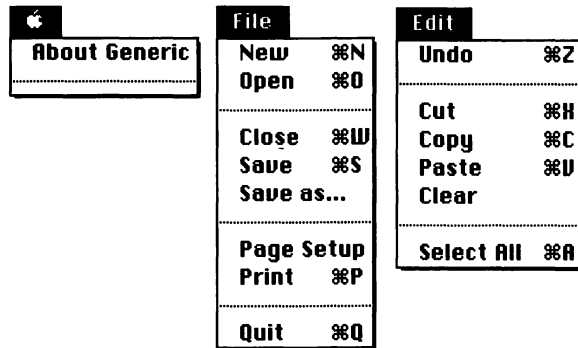 About Generic
File
New ⌘N
Open ⌘O
Close ⌘W
Save ⌘S
Save as...
Page Setup
Print ⌘P
Quit ⌘Q
Edit
Undo ⌘Z
Cut ⌘X
Copy ⌘C
Paste ⌘V
Clear
Select All ⌘A